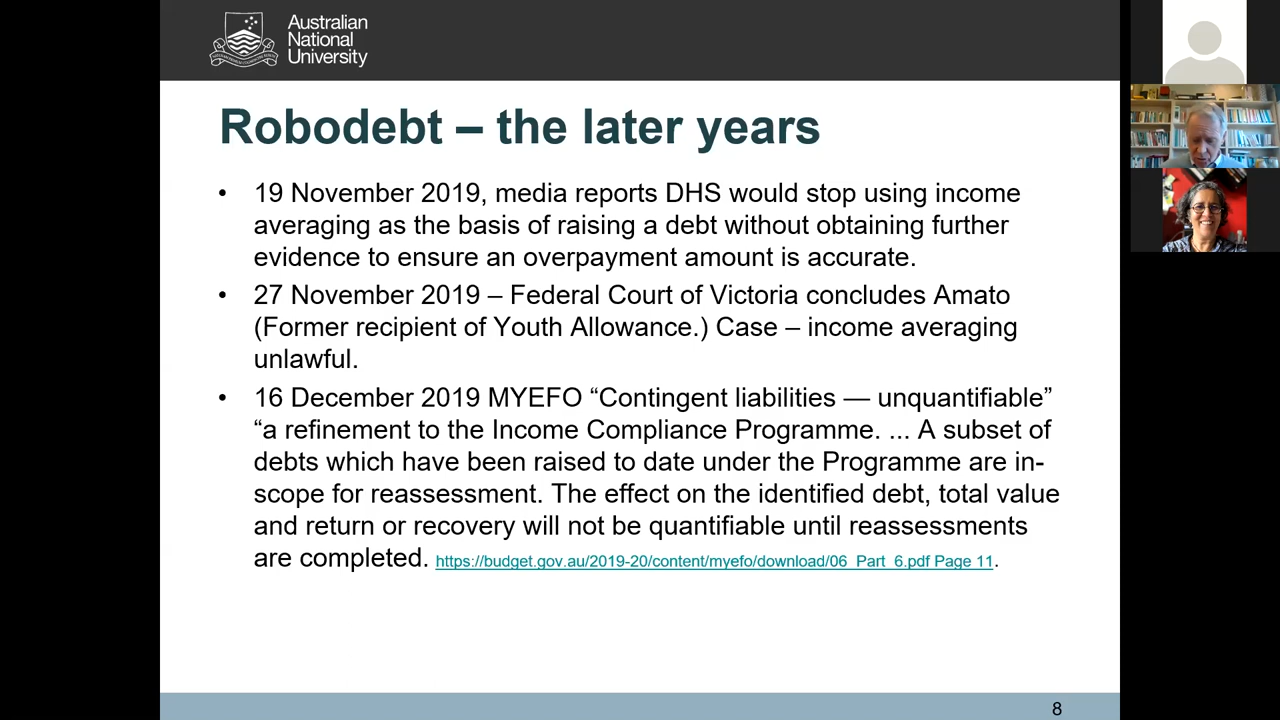 Australian
National
University
Robodebt – the later years
• 19 November 2019, media reports DHS would stop using income
averaging as the basis of raising a debt without obtaining further
evidence to ensure an overpayment amount is accurate.
• 27 November 2019 – Federal Court of Victoria concludes Amato
(Former recipient of Youth Allowance.) Case – income averaging
unlawful.
• 16 December 2019 MYEFO “Contingent liabilities — unquantifiable”
“a refinement to the Income Compliance Programme. ... A subset of
debts which have been raised to date under the Programme are in-
scope for reassessment. The effect on the identified debt, total value
and return or recovery will not be quantifiable until reassessments
are completed. https://budget.gov.au/2019-20/content/myefo/download/06_Part_6.pdf Page 11.
8